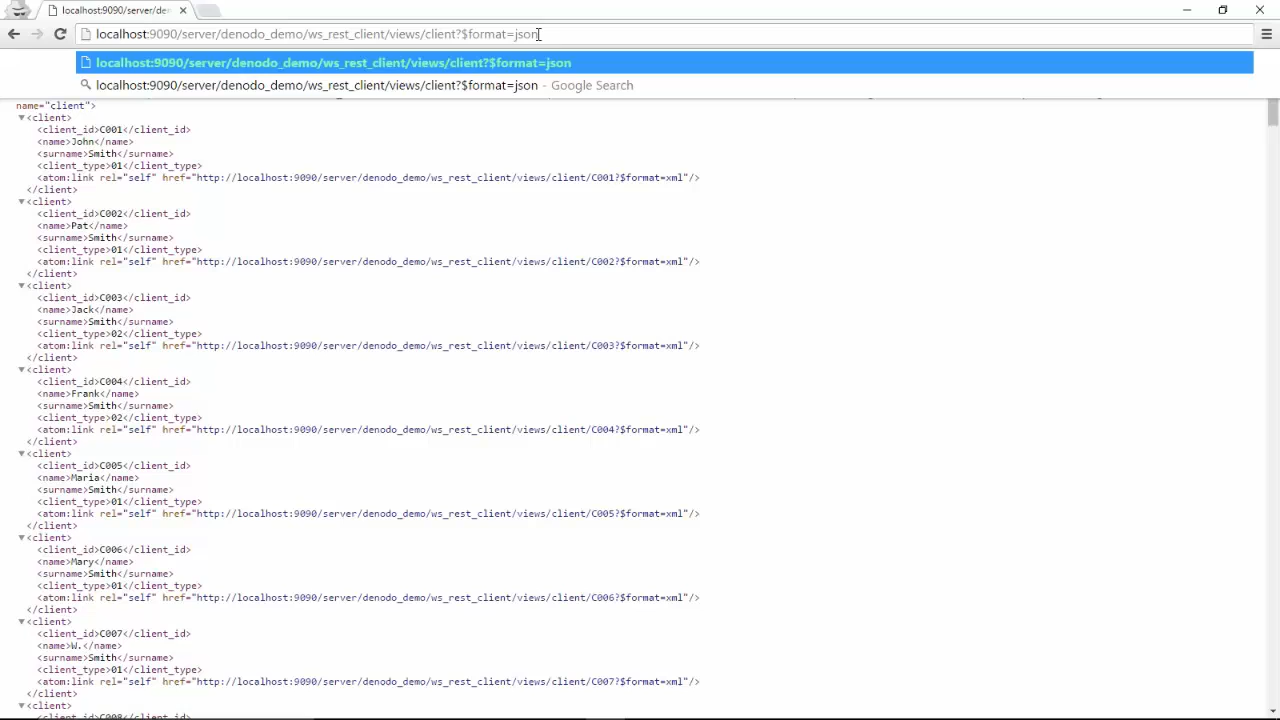 localhost:9090/server/den
localhost:9090/server/denodo_demo/ws_rest_client/views/client?$format=json
localhost:9090/server/denodo_demo/ws_rest_client/views/client?$format=json
localhost:9090/server/denodo_demo/ws_rest_client/views/client?$format=json - Google Search
name="client">
▼<client>
<client_id>C001</client_id>
<name>John</name>
<surname>Smith</surname>
<client_type>01</client_type>
<atom:link rel="self" href="http://localhost:9090/server/denodo_demo/ws_rest_client/views/client/C001?$format=xml"/>
</client>
▼<client>
<client_id>C002</client_id>
<name>Pat</name>
<surname>Smith</surname>
<client_type>01</client_type>
<atom:link rel="self" href="http://localhost:9090/server/denodo_demo/ws_rest_client/views/client/C002?$format=xml"/>
</client>
▼<client>
<client_id>C003</client_id>
<name>Jack</name>
<surname>Smith</surname>
<client_type>02</client_type>
<atom:link rel="self" href="http://localhost:9090/server/denodo_demo/ws_rest_client/views/client/C003?$format=xml"/>
</client>
▼<client>
<client_id>C004</client_id>
<name>Frank</name>
<surname>Smith</surname>
<client_type>02</client_type>
<atom:link rel="self" href="http://localhost:9090/server/denodo_demo/ws_rest_client/views/client/C004?$format=xml"/>
</client>
▼<client>
<client_id>C005</client_id>
<name>Maria</name>
<surname>Smith</surname>
<client_type>01</client_type>
<atom:link rel="self" href="http://localhost:9090/server/denodo_demo/ws_rest_client/views/client/C005?$format=xml"/>
</client>
▼<client>
<client_id>C006</client_id>
<name>Mary</name>
<surname>Smith</surname>
<client_type>01</client_type>
<atom:link rel="self" href="http://localhost:9090/server/denodo_demo/ws_rest_client/views/client/C006?$format=xml"/>
</client>
▼<client>
<client_id>C007</client_id>
<name>W.</name>
<surname>Smith</surname>
<client_type>01</client_type>
<atom:link rel="self" href="http://localhost:9090/server/denodo_demo/ws_rest_client/views/client/C007?$format=xml"/>
</client>
▼<client>